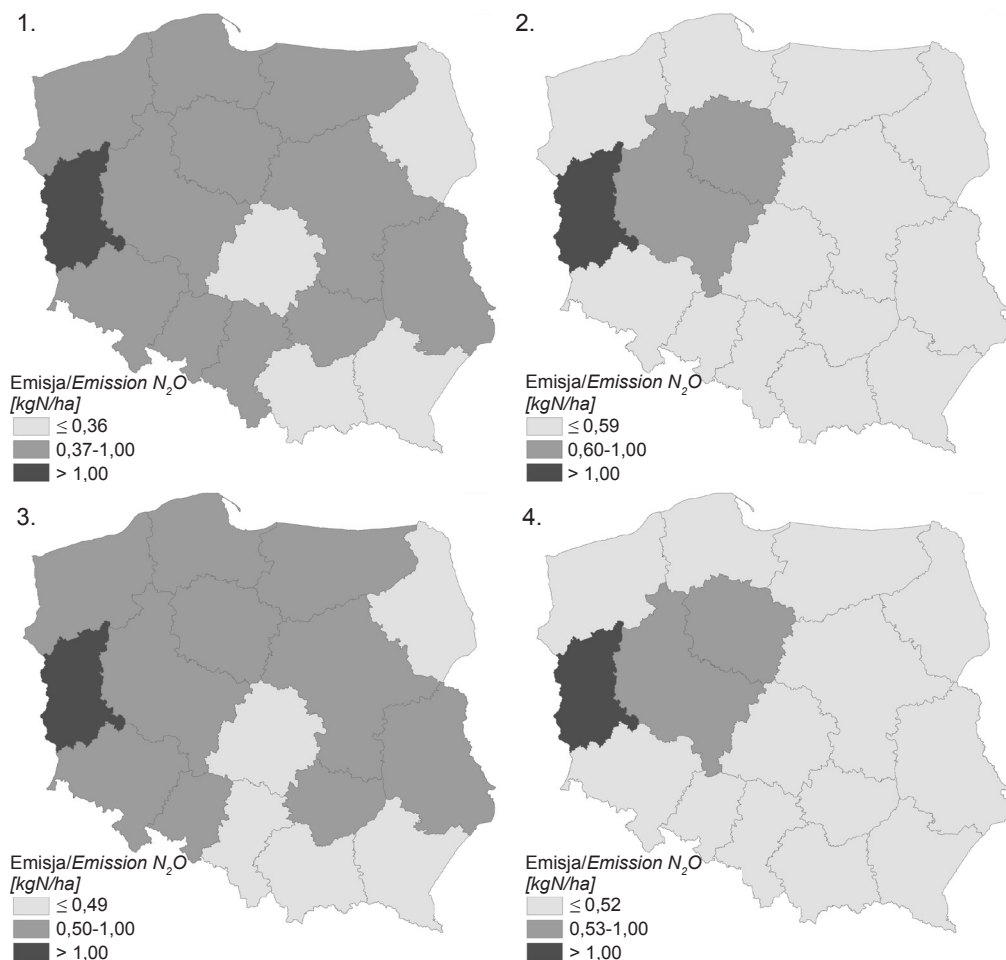 1.
Emisja/Emission N₂O
[kgN/ha]
≤ 0,36
0,37-1,00
> 1,00
2.
Emisja/Emission N₂O
[kgN/ha]
≤ 0,59
0,60-1,00
> 1,00
3.
Emisja/Emission N₂O
[kgN/ha]
≤ 0,49
0,50-1,00
> 1,00
4.
Emisja/Emission N₂O
[kgN/ha]
≤ 0,52
0,53-1,00
> 1,00